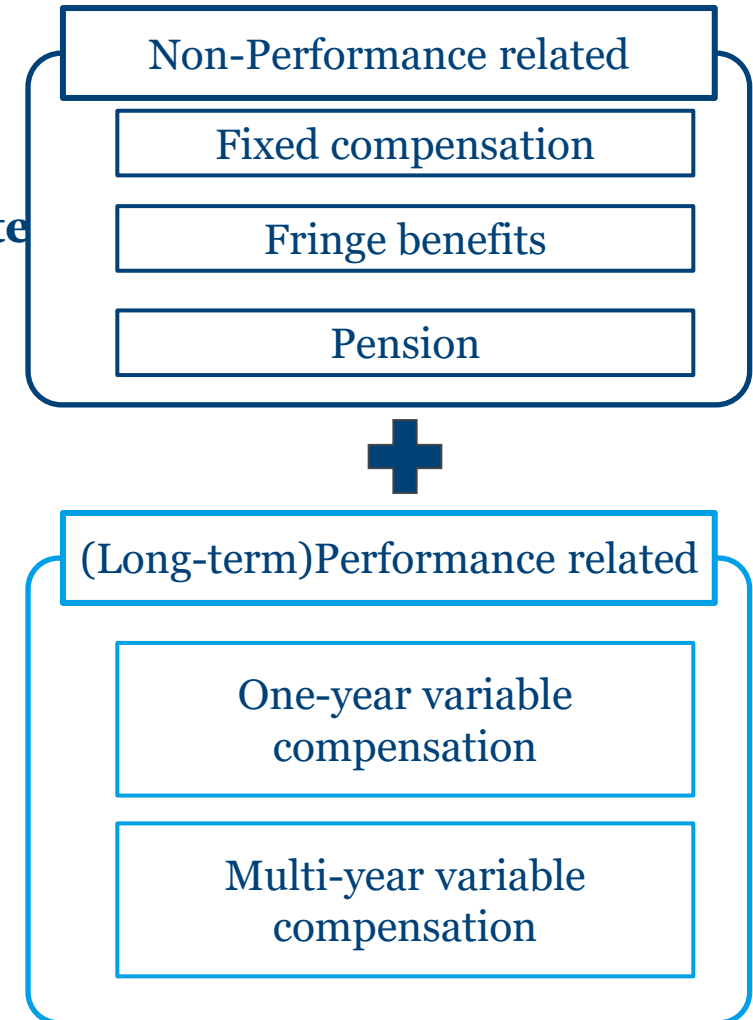 Non-Performance related
Fixed compensation
te
Fringe benefits
Pension
(Long-term)Performance related
One-year variable
compensation
Multi-year variable
compensation